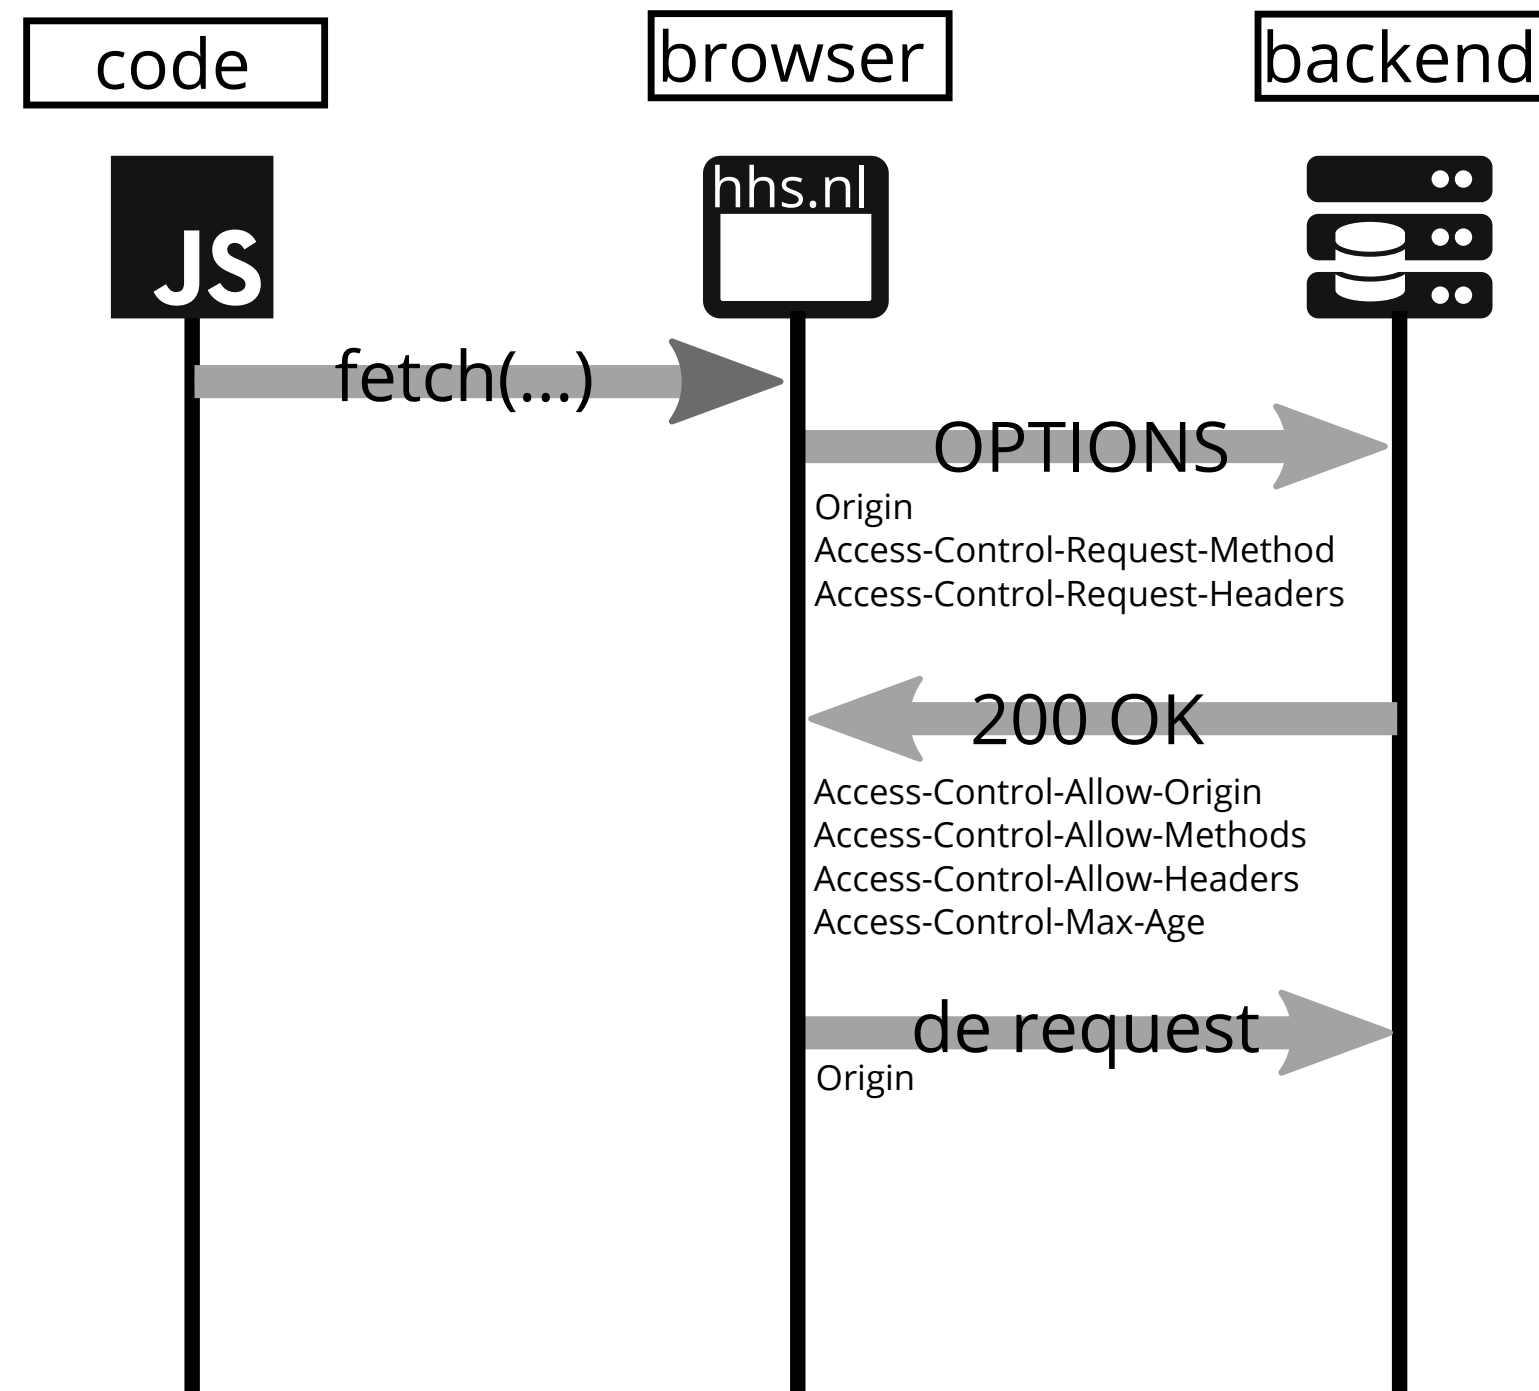 code
browser
backend
JS
hhs.nl
fetch(...)
OPTIONS
Origin
Access-Control-Request-Method
Access-Control-Request-Headers
200 OK
Access-Control-Allow-Origin
Access-Control-Allow-Methods
Access-Control-Allow-Headers
Access-Control-Max-Age
de request
Origin